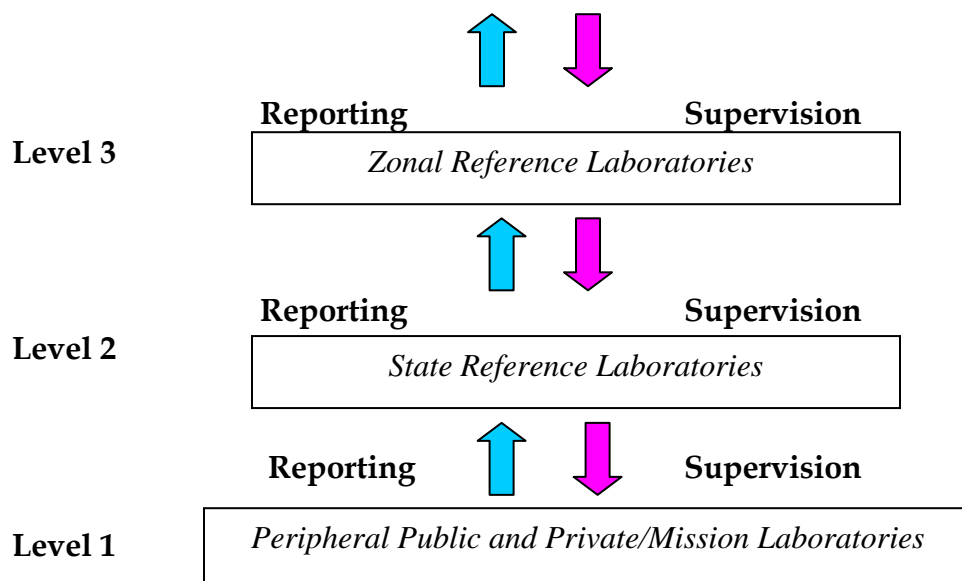 Reporting Supervision
Level 3 Zonal Reference Laboratories
Reporting Supervision
Level 2 State Reference Laboratories
Reporting Supervision
Level 1 Peripheral Public and Private/Mission Laboratories